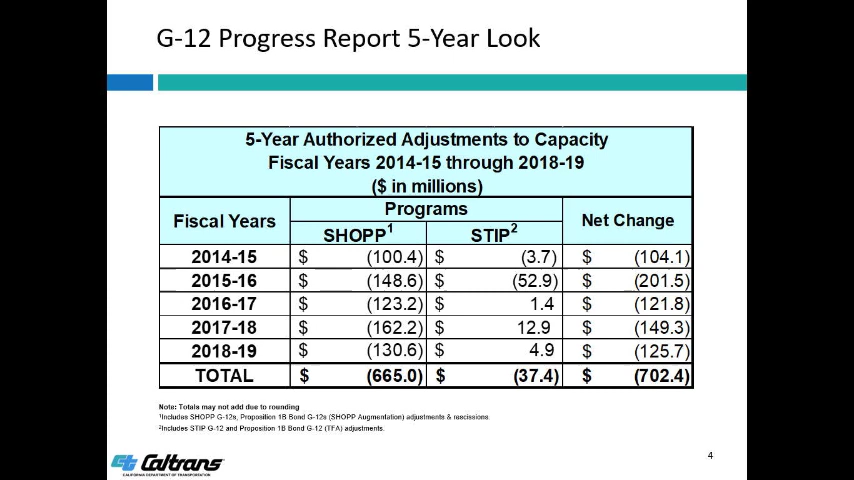 G-12 Progress Report 5-Year Look
5-Year Authorized Adjustments to Capacity
Fiscal Years 2014-15 through 2018-19
($ in millions)
Fiscal Years Programs Net Change
SHOPP1 STIP2
2014-15 $ (100.4) $ (3.7) $ (104.1)
2015-16 $ (148.6) $ (52.9) $ (201.5)
2016-17 $ (123.2) $ 1.4 $ (121.8)
2017-18 $ (162.2) $ 12.9 $ (149.3)
2018-19 $ (130.6) $ 4.9 $ (125.7)
TOTAL $ (665.0) $ (37.4) $ (702.4)
Note: Totals may not add due to rounding
1Includes SHOPP G-12s, Proposition 1B Bond G-12s (SHOPP Augmentation) adjustments & rescissions.
2Includes STIP G-12 and Proposition 1B Bond G-12 (TFA) adjustments.
ct Caltrans
CALIFORNIA DEPARTMENT OF TRANSPORTATION
4